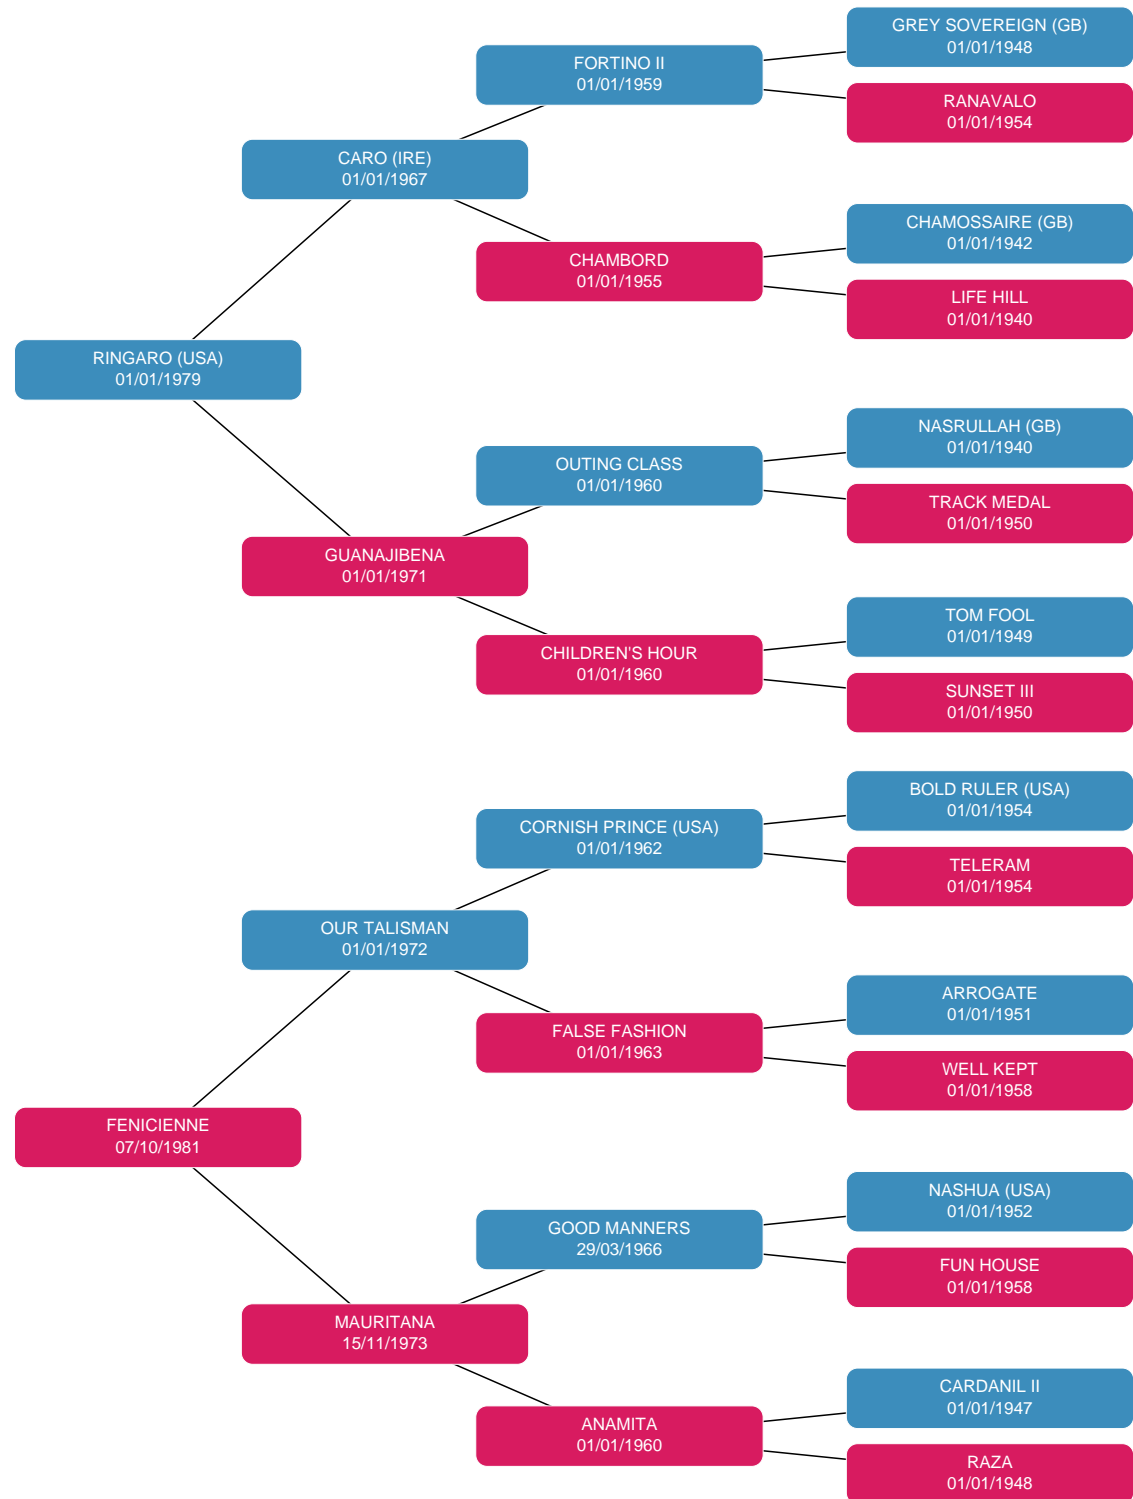 GREY SOVEREIGN (GB)
01/01/1948
FORTINO II
01/01/1959
RANAVALO
01/01/1954
CARO (IRE)
01/01/1967
CHAMOSSAIRE (GB)
01/01/1942
CHAMBORD
01/01/1955
LIFE HILL
01/01/1940
RINGARO (USA)
01/01/1979
NASRULLAH (GB)
01/01/1940
OUTING CLASS
01/01/1960
TRACK MEDAL
01/01/1950
GUANAJIBENA
01/01/1971
TOM FOOL
01/01/1949
CHILDREN'S HOUR
01/01/1960
SUNSET III
01/01/1950
BOLD RULER (USA)
01/01/1954
CORNISH PRINCE (USA)
01/01/1962
TELERAM
01/01/1954
OUR TALISMAN
01/01/1972
ARROGATE
01/01/1951
FALSE FASHION
01/01/1963
WELL KEPT
01/01/1958
FENICIENNE
07/10/1981
NASHUA (USA)
01/01/1952
GOOD MANNERS
29/03/1966
FUN HOUSE
01/01/1958
MAURITANA
15/11/1973
CARDANIL II
01/01/1947
ANAMITA
01/01/1960
RAZA
01/01/1948